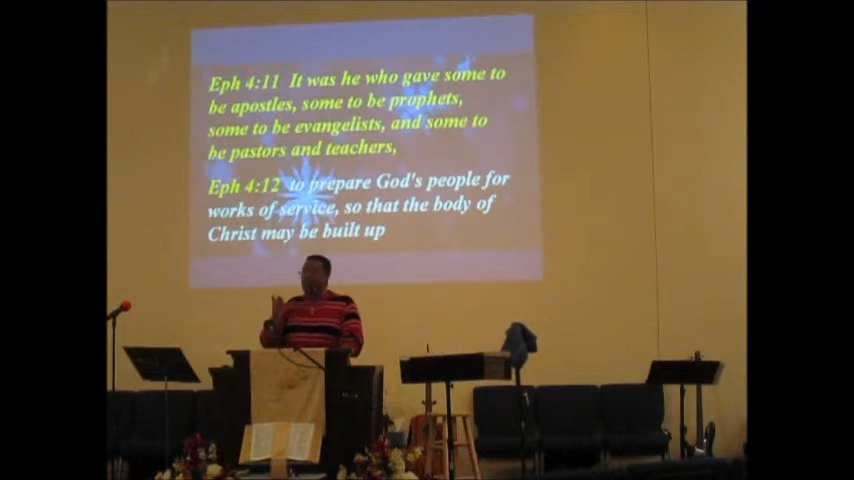 Eph 4:11 It was he who gave some to
be apostles, some to be prophets,
some to be evangelists, and some to
be pastors and teachers,
Eph 4:12 to prepare God's people for
works of service, so that the body of
Christ may be built up